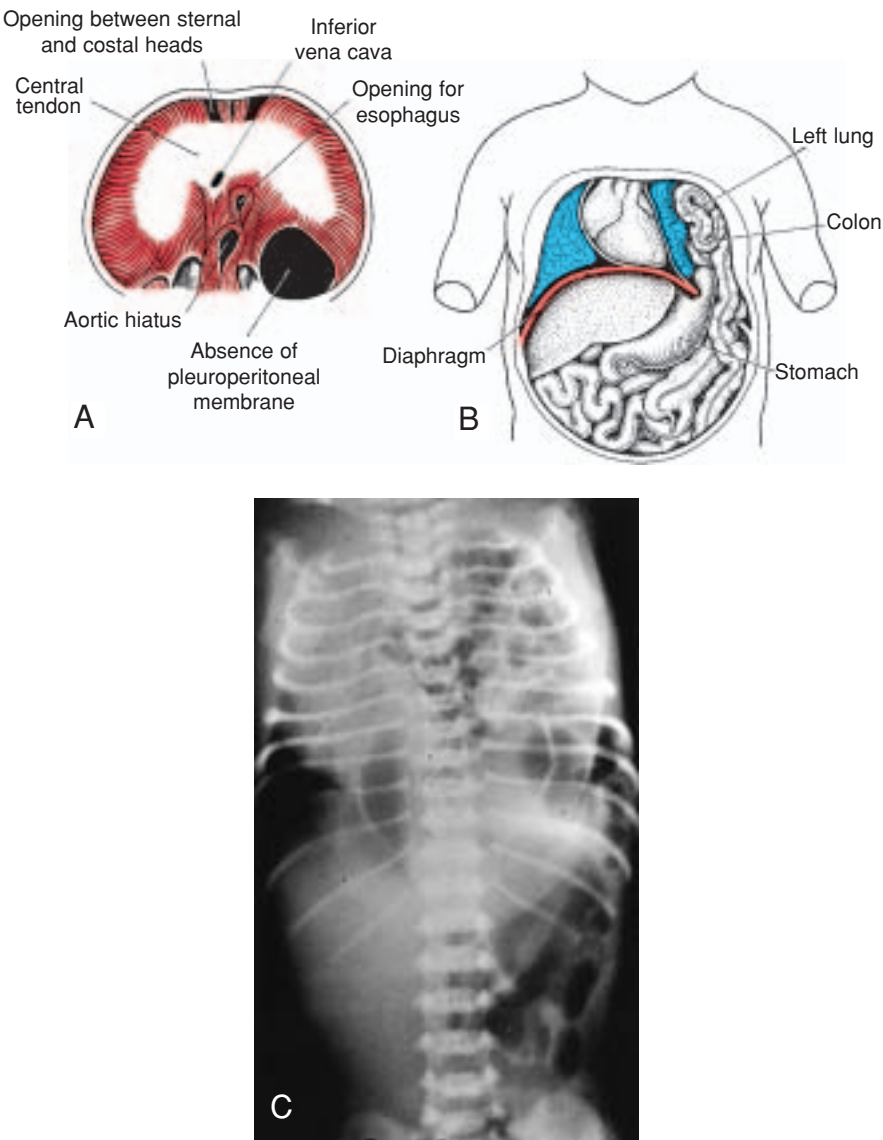 Opening between sternal
and costal heads
Inferior
vena cava
Central
tendon
Opening for
esophagus
Aortic hiatus
Absence of
pleuroperitoneal
membrane
A
Left lung
Colon
Diaphragm
Stomach
B
C